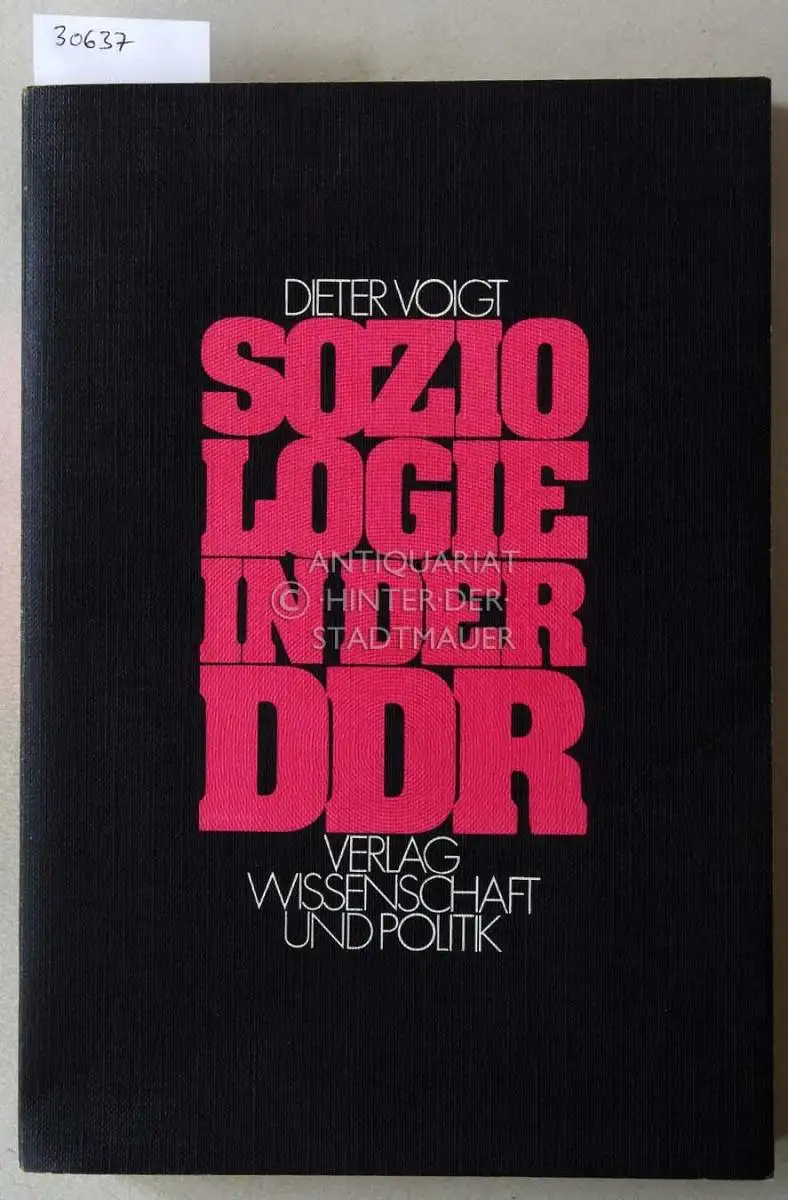 30637
DIETER VOIGT
SOZIO
LOGIE
IN DER
DDR
ANTIQUARIAT
© HINTER·DER·
STADTMAUER
VERLAG
WISSENSCHAFT
UND POLITIK